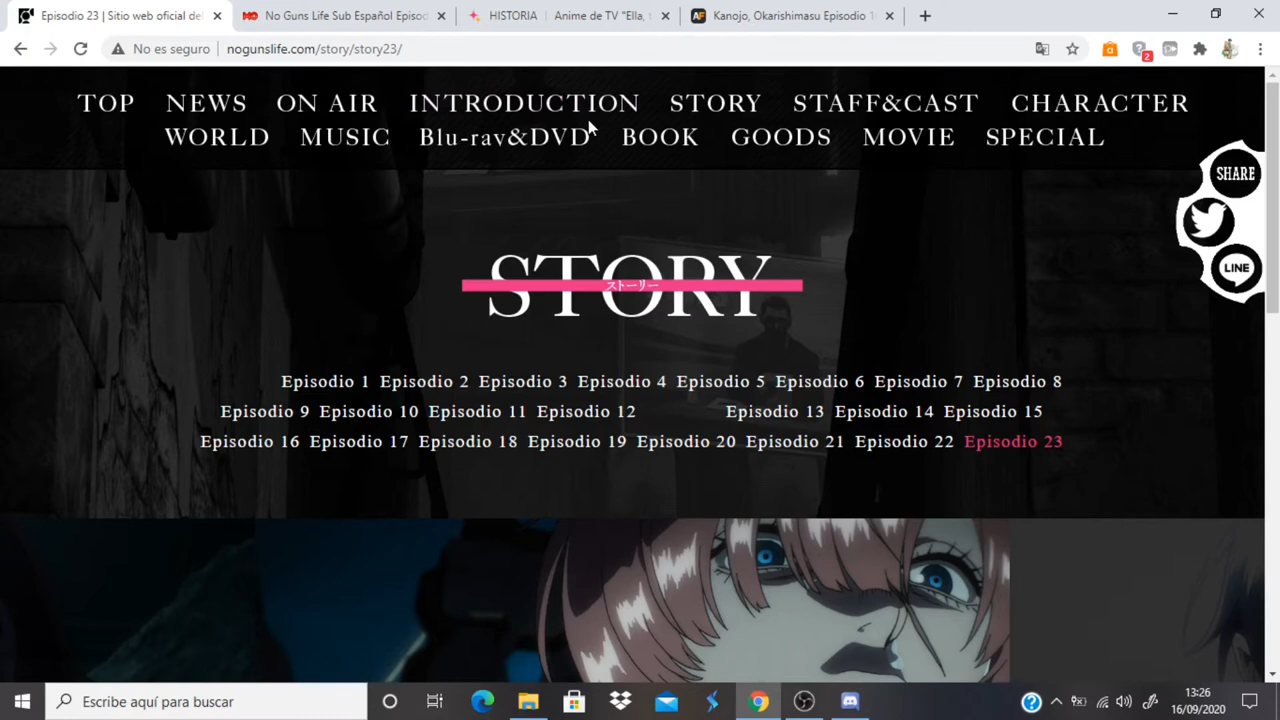 Episodio 23 | Sitio web oficial de
No Guns Life Sub Español Episod
HISTORIA | Anime de TV "Ella, 
Kanojo, Okarishimasu Episodio 1
No es seguro
nogunslife.com/story/story23/
2
TOP NEWS ON AIR INTRODUCTION STORY STAFF&CAST CHARACTER
WORLD MUSIC Blu-ray&DVD BOOK GOODS MOVIE SPECIAL
SHARE
LINE
STORY
ストーリー
Episodio 1 Episodio 2 Episodio 3 Episodio 4 Episodio 5 Episodio 6 Episodio 7 Episodio 8
Episodio 9 Episodio 10 Episodio 11 Episodio 12 Episodio 13 Episodio 14 Episodio 15
Episodio 16 Episodio 17 Episodio 18 Episodio 19 Episodio 20 Episodio 21 Episodio 22 Episodio 23
Escribe aquí para buscar
13:26
16/09/2020